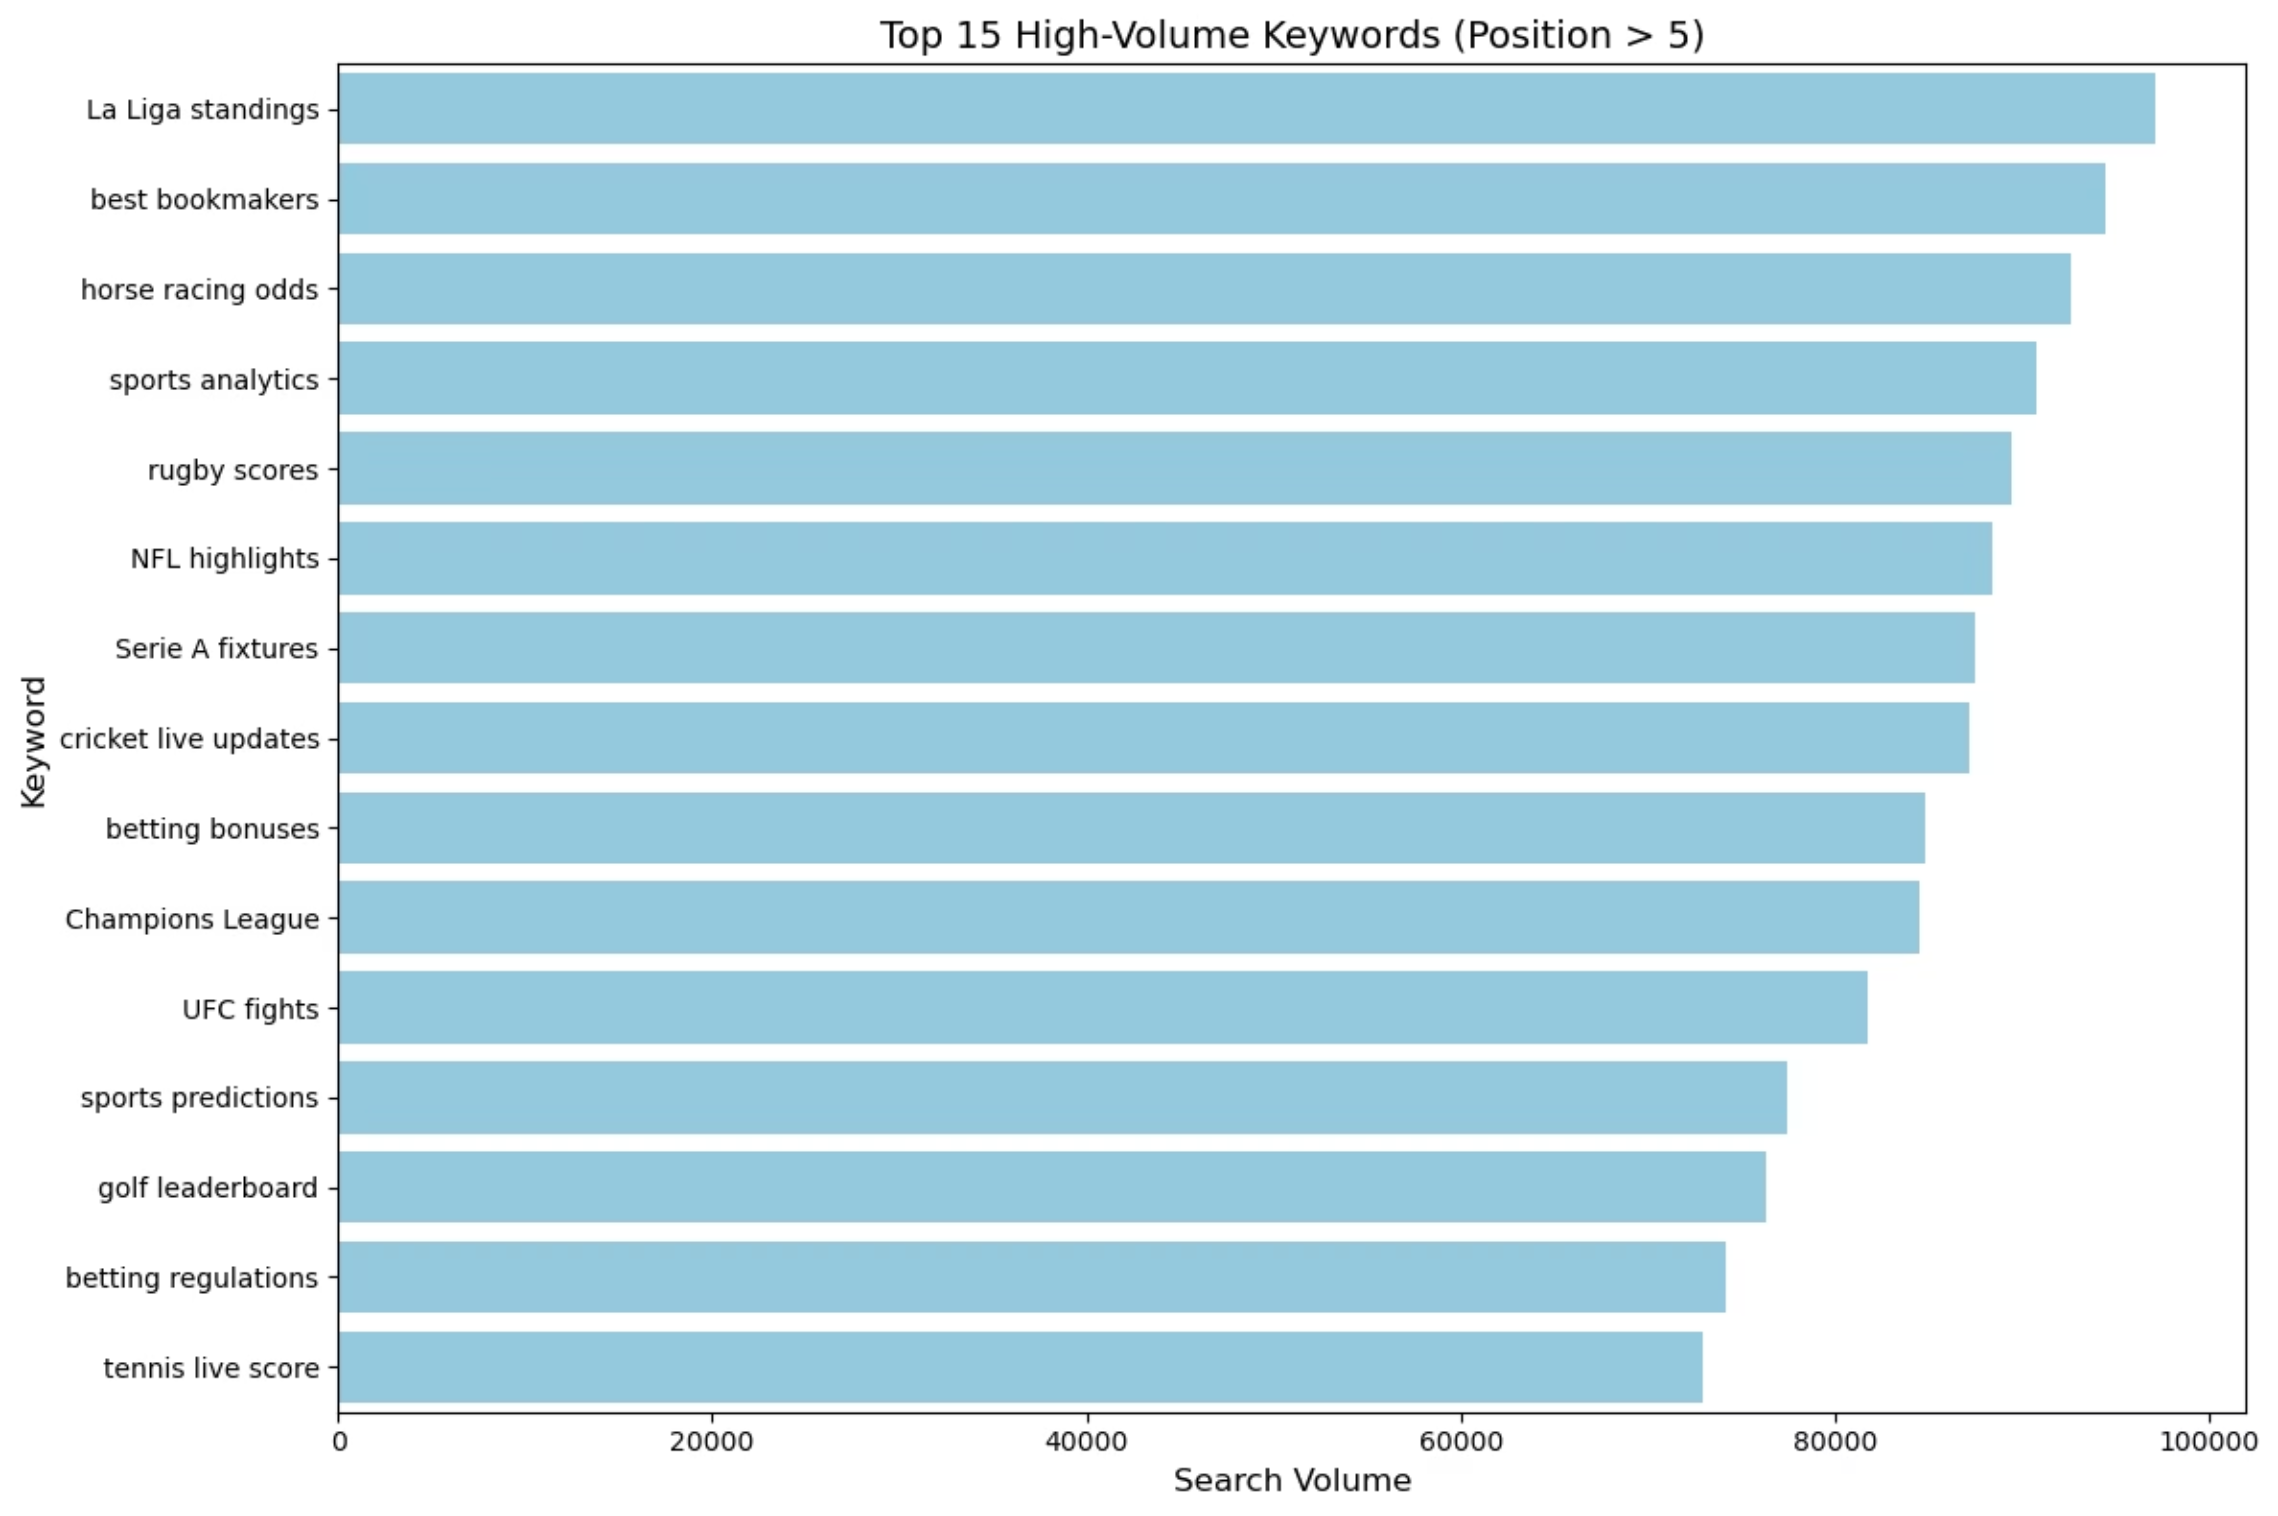 Top 15 High-Volume Keywords (Position > 5)
Keyword
La Liga standings
best bookmakers
horse racing odds
sports analytics
rugby scores
NFL highlights
Serie A fixtures
cricket live updates
betting bonuses
Champions League
UFC fights
sports predictions
golf leaderboard
betting regulations
tennis live score
0 20000 40000 60000 80000 100000
Search Volume